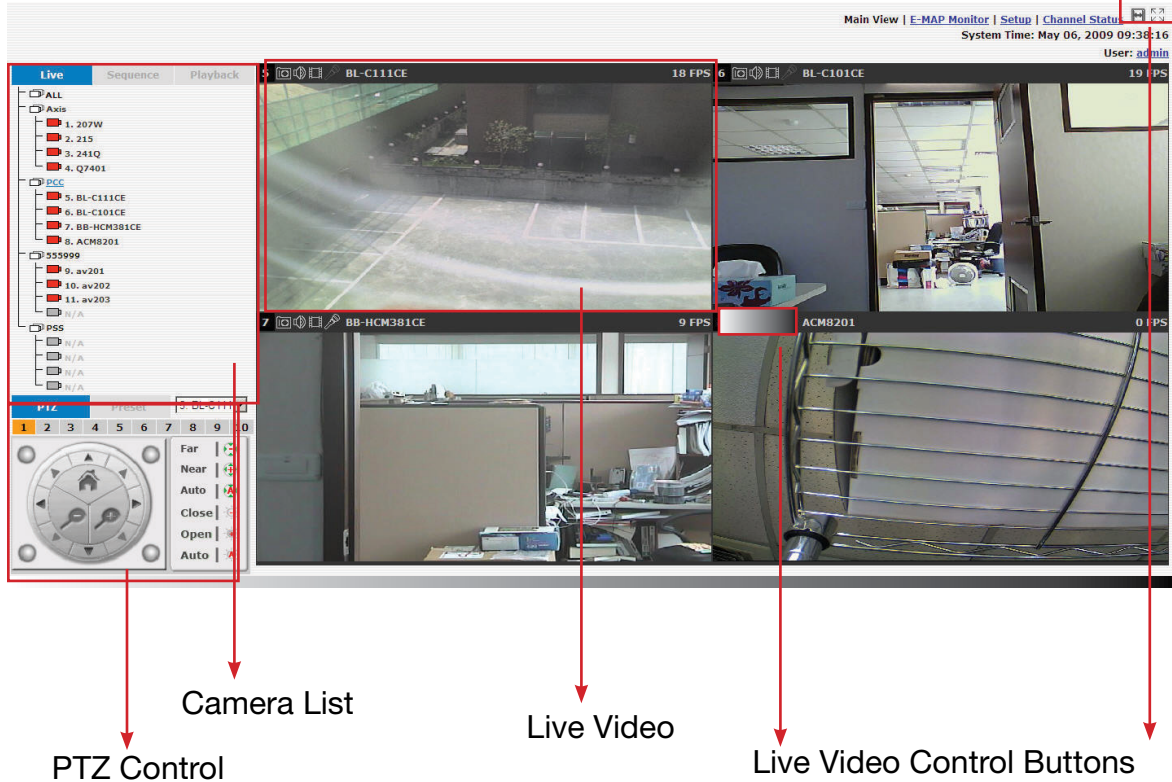 Main View | E-MAP Monitor | Setup | Channel Status
System Time: May 06, 2009 09:38:16
User: admin
Live Sequence Playback
ALL
Axis
1. 207W
2. 215
3. 241Q
4. Q7401
PCC
5. BL-C111CE
6. BL-C101CE
7. BB-HCM381CE
8. ACM8201
555999
9. av201
10. av202
11. av203
N/A
PSS
N/A
N/A
N/A
N/A
5 BL-C111CE 18 FPS
6 BL-C101CE 19 FPS
7 BB-HCM381CE 9 FPS
ACM8201 0 FPS
PTZ Preset 5. BL-C111
1 2 3 4 5 6 7 8 9 10
Far
Near
Auto
Close
Open
Auto
Camera List
Live Video
PTZ Control
Live Video Control Buttons